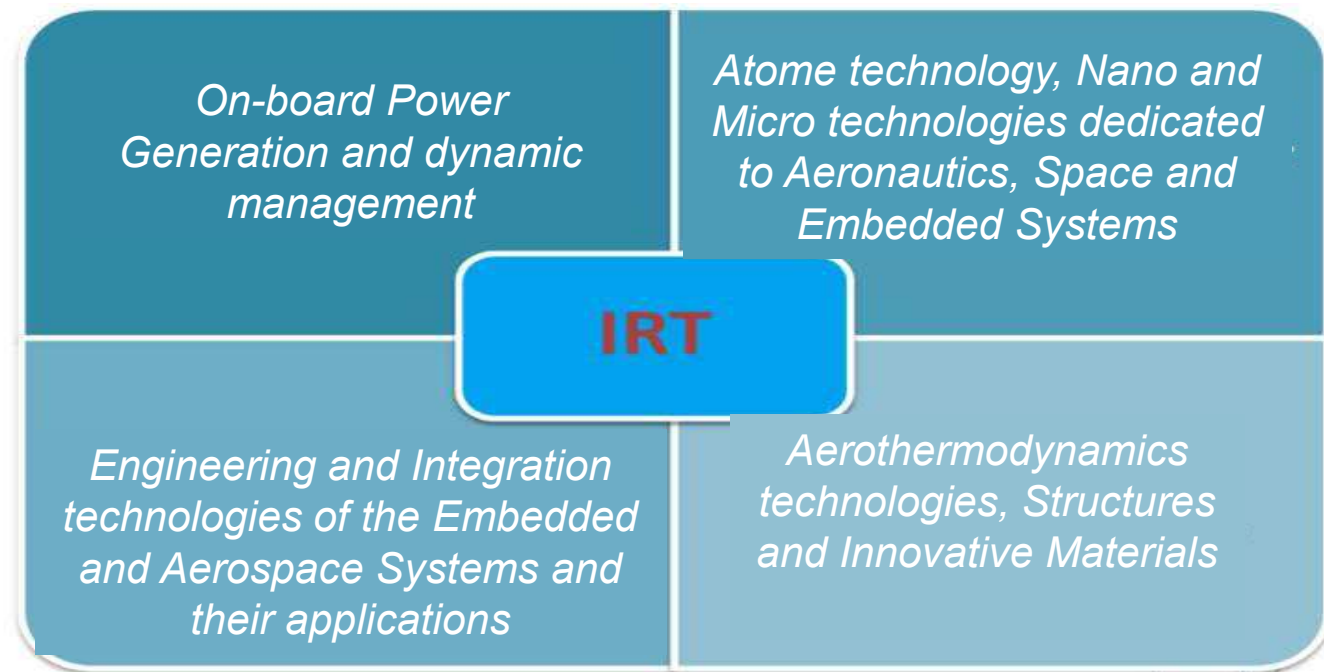 On-board Power
Generation and dynamic
management
Atome technology, Nano and
Micro technologies dedicated
to Aeronautics, Space and
Embedded Systems
IRT
Engineering and Integration
technologies of the Embedded
and Aerospace Systems and
their applications
Aerothermodynamics
technologies, Structures
and Innovative Materials